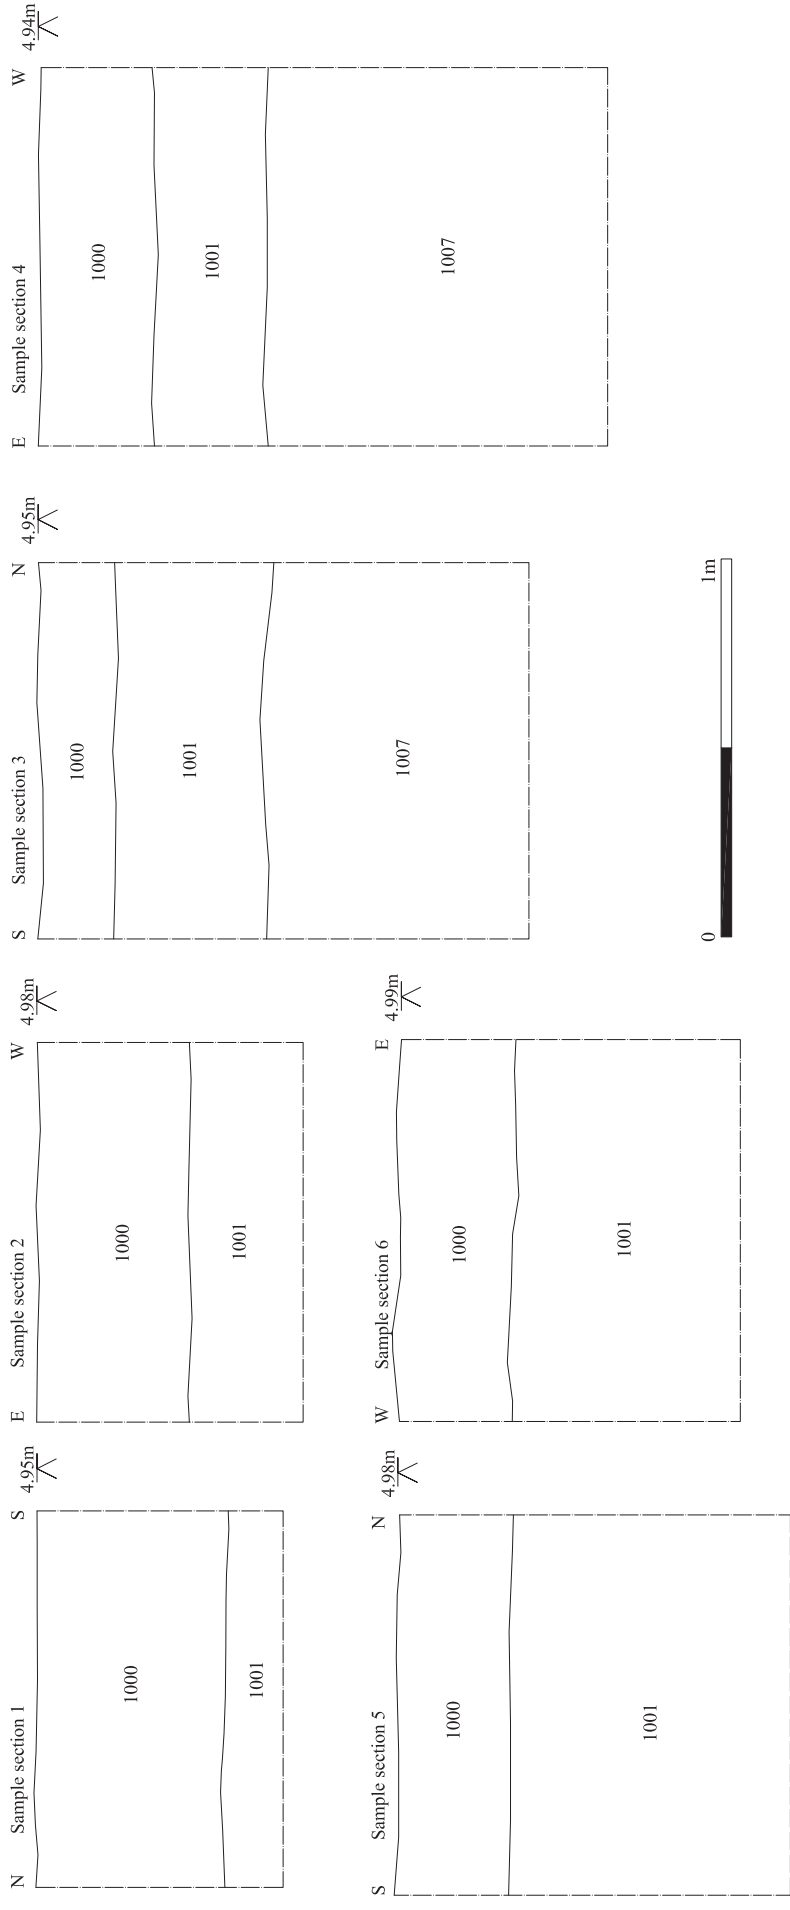 N Sample section 1 S 4.95m
1000
1001
E Sample section 2 W 4.98m
1000
1001
S Sample section 3 N 4.95m
1000
1001
1007
E Sample section 4 W 4.94m
1000
1001
1007
S Sample section 5 N 4.98m
1000
1001
W Sample section 6 E 4.99m
1000
1001
0 1m